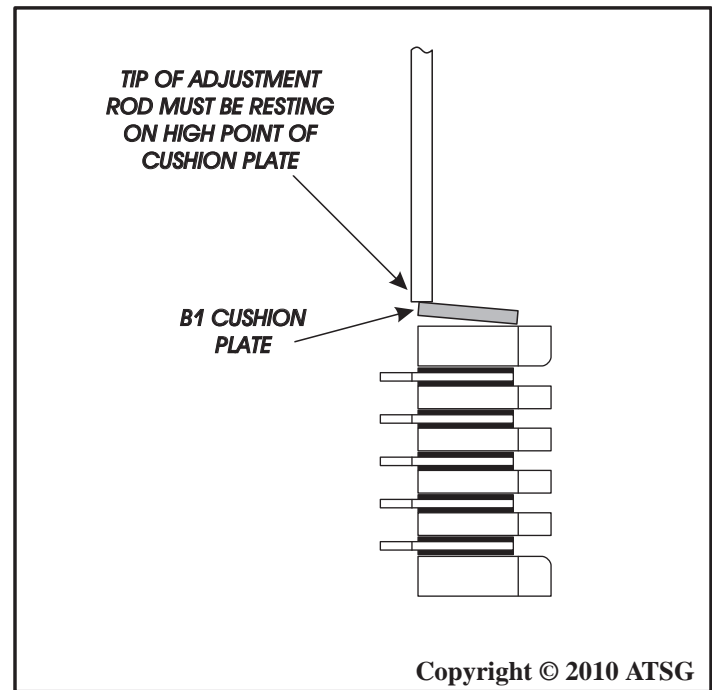 TIP OF ADJUSTMENT
ROD MUST BE RESTING
ON HIGH POINT OF
CUSHION PLATE
B1 CUSHION
PLATE
Copyright © 2010 ATSG